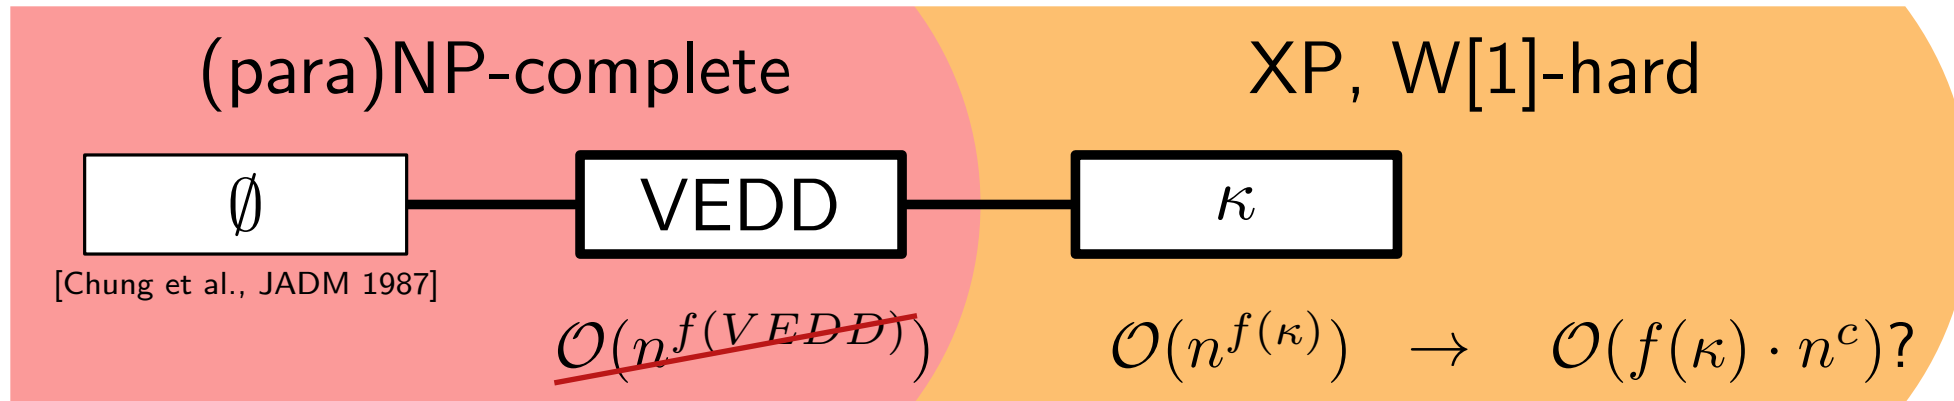 (para)NP-complete XP, W[1]-hard
∅ VEDD κ
[Chung et al., JADM 1987]
𝒪(n^{f(VEDD)}) 𝒪(n^{f(κ)}) → 𝒪(f(κ) · n^c)?